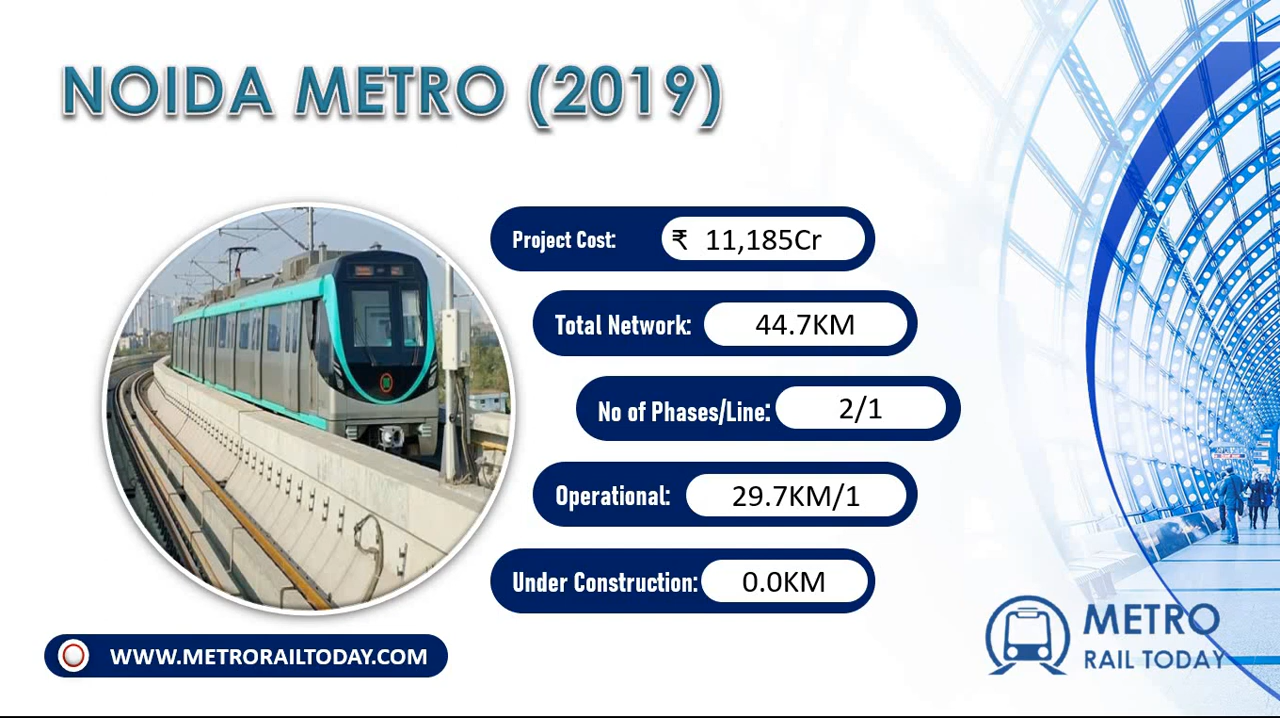 NOIDA METRO (2019)
Project Cost: ₹ 11,185Cr
Total Network: 44.7KM
No of Phases/Line: 2/1
Operational: 29.7KM/1
Under Construction: 0.0KM
WWW.METRORAILTODAY.COM
METRO
RAIL TODAY